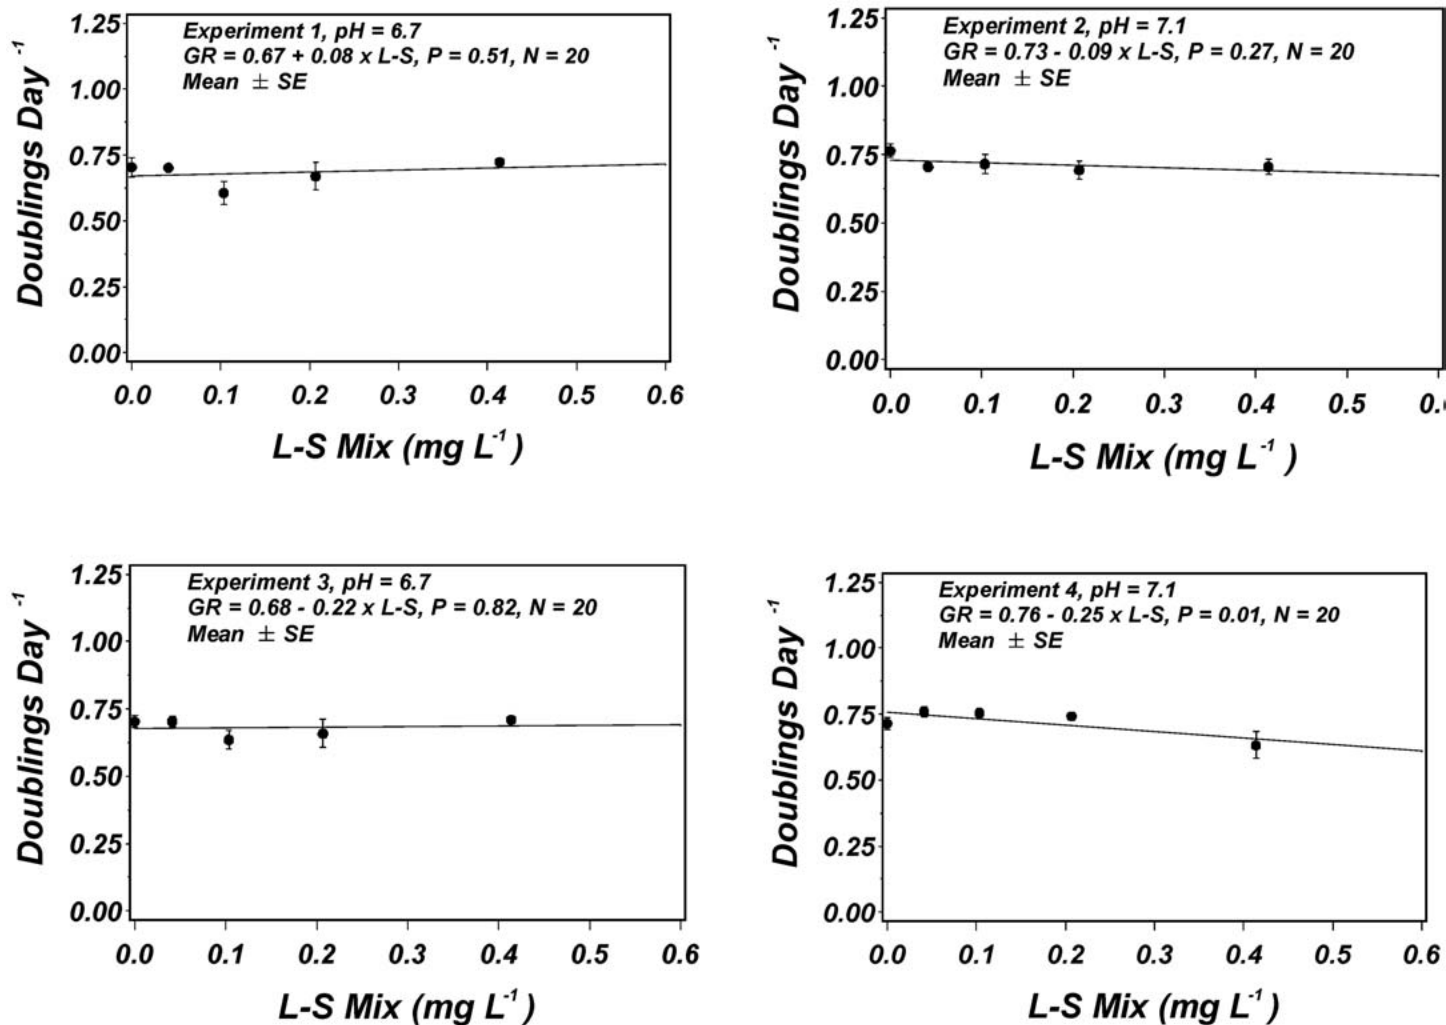 Experiment 1, pH = 6.7
GR = 0.67 + 0.08 x L-S, P = 0.51, N = 20
Mean ± SE
Doublings Day ⁻¹
1.25
1.00
0.75
0.50
0.25
0.00
0.0 0.1 0.2 0.3 0.4 0.5 0.6
L-S Mix (mg L⁻¹ )
Experiment 2, pH = 7.1
GR = 0.73 - 0.09 x L-S, P = 0.27, N = 20
Mean ± SE
Doublings Day ⁻¹
1.25
1.00
0.75
0.50
0.25
0.00
0.0 0.1 0.2 0.3 0.4 0.5
L-S Mix (mg L⁻¹ )
Experiment 3, pH = 6.7
GR = 0.68 - 0.22 x L-S, P = 0.82, N = 20
Mean ± SE
Doublings Day ⁻¹
1.25
1.00
0.75
0.50
0.25
0.00
0.0 0.1 0.2 0.3 0.4 0.5 0.6
L-S Mix (mg L⁻¹ )
Experiment 4, pH = 7.1
GR = 0.76 - 0.25 x L-S, P = 0.01, N = 20
Mean ± SE
Doublings Day ⁻¹
1.25
1.00
0.75
0.50
0.25
0.00
0.0 0.1 0.2 0.3 0.4 0.5 0.6
L-S Mix (mg L⁻¹ )